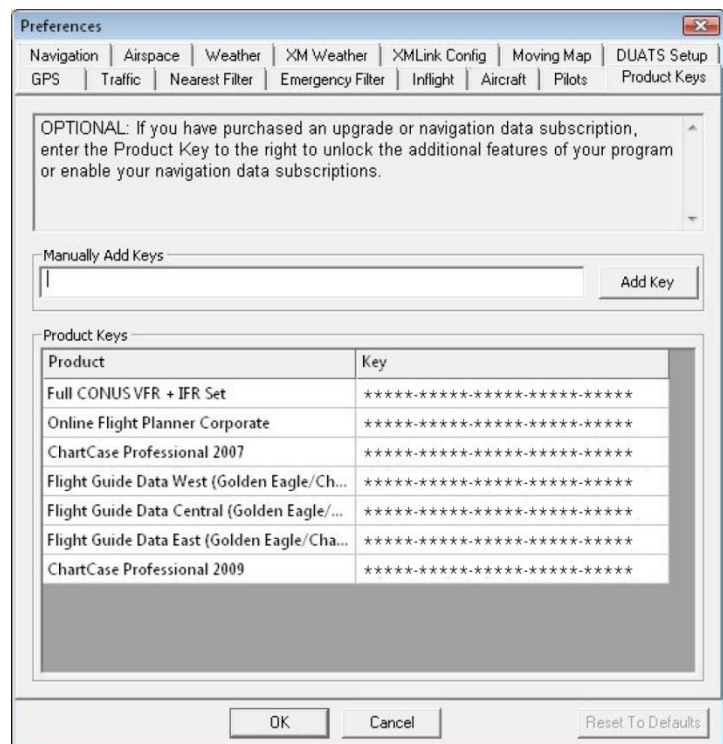 Preferences
Navigation Airspace Weather XM Weather XMLink Config Moving Map DUATS Setup
GPS Traffic Nearest Filter Emergency Filter Inflight Aircraft Pilots Product Keys
OPTIONAL: If you have purchased an upgrade or navigation data subscription,
enter the Product Key to the right to unlock the additional features of your program
or enable your navigation data subscriptions.
Manually Add Keys
Add Key
Product Keys
Product Key
Full CONUS VFR + IFR Set *****-*****-*****-*****-*****
Online Flight Planner Corporate *****-*****-*****-*****-*****
ChartCase Professional 2007 *****-*****-*****-*****-*****
Flight Guide Data West (Golden Eagle/Ch... *****-*****-*****-*****-*****
Flight Guide Data Central (Golden Eagle/... *****-*****-*****-*****-*****
Flight Guide Data East (Golden Eagle/Cha... *****-*****-*****-*****-*****
ChartCase Professional 2009 *****-*****-*****-*****-*****
OK Cancel Reset To Defaults